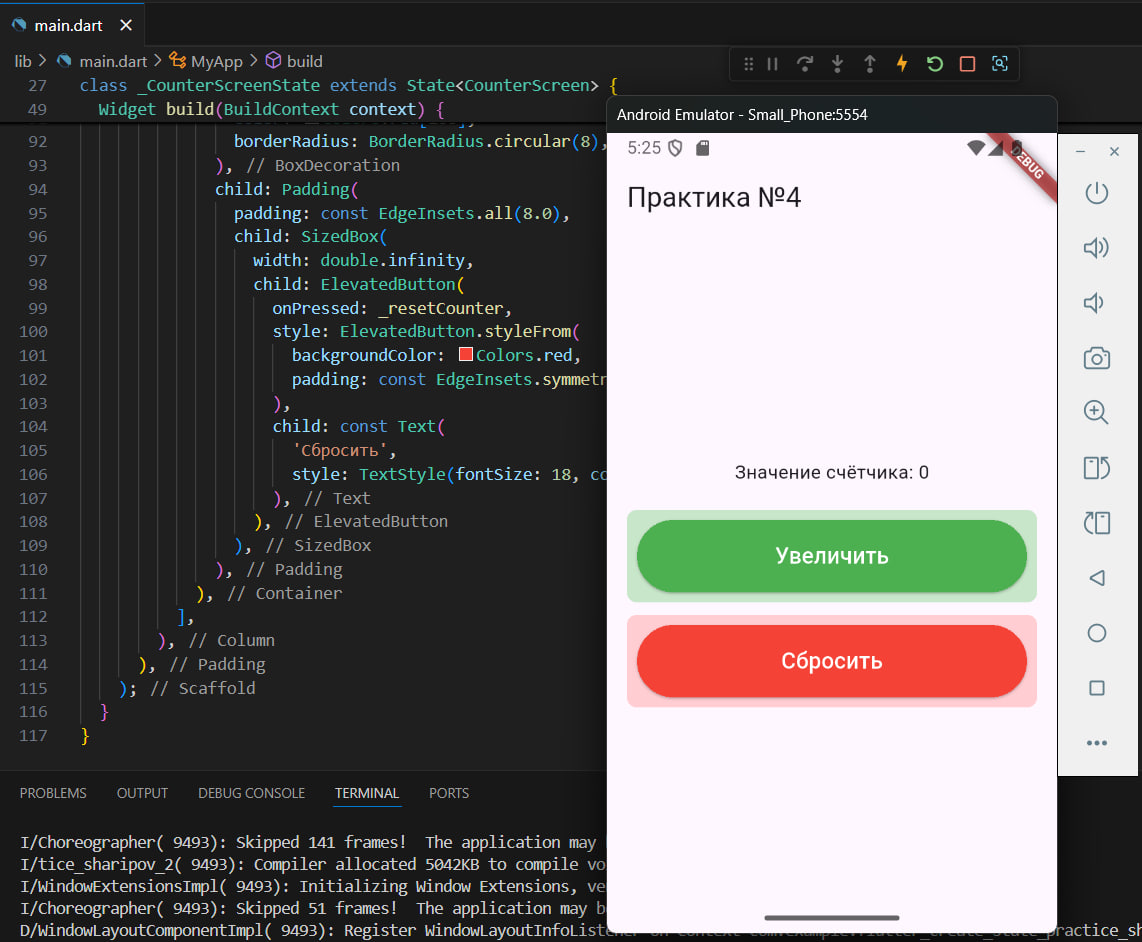 main.dart
lib > main.dart > MyApp > build
27 class _CounterScreenState extends State<CounterScreen> {
49 Widget build(BuildContext context) {
92 borderRadius: BorderRadius.circular(8),
93 ), // BoxDecoration
94 child: Padding(
95 padding: const EdgeInsets.all(8.0),
96 child: SizedBox(
97 width: double.infinity,
98 child: ElevatedButton(
99 onPressed: _resetCounter,
100 style: ElevatedButton.styleFrom(
101 backgroundColor: Colors.red,
102 padding: const EdgeInsets.symmetr
103 ),
104 child: const Text(
105 'Сбросить',
106 style: TextStyle(fontSize: 18, co
107 ), // Text
108 ), // ElevatedButton
109 ), // SizedBox
110 ), // Padding
111 ), // Container
112 ],
113 ), // Column
114 ), // Padding
115 ); // Scaffold
116 }
117 }
PROBLEMS OUTPUT DEBUG CONSOLE TERMINAL PORTS
I/Choreographer( 9493): Skipped 141 frames!  The application may
I/tice_sharipov_2( 9493): Compiler allocated 5042KB to compile vo
I/WindowExtensionsImpl( 9493): Initializing Window Extensions, ve
I/Choreographer( 9493): Skipped 51 frames!  The application may b
D/WindowLayoutComponentImpl( 9493): Register WindowLayoutInfoListener on context
Android Emulator - Small_Phone:5554
5:25
DEBUG
Практика №4
Значение счётчика: 0
Увеличить
Сбросить